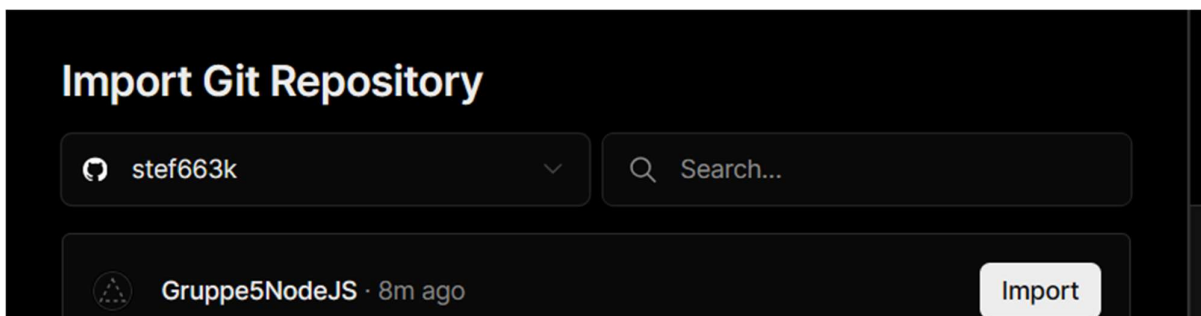 Import Git Repository
stef663k
Search...
Gruppe5NodeJS · 8m ago
Import